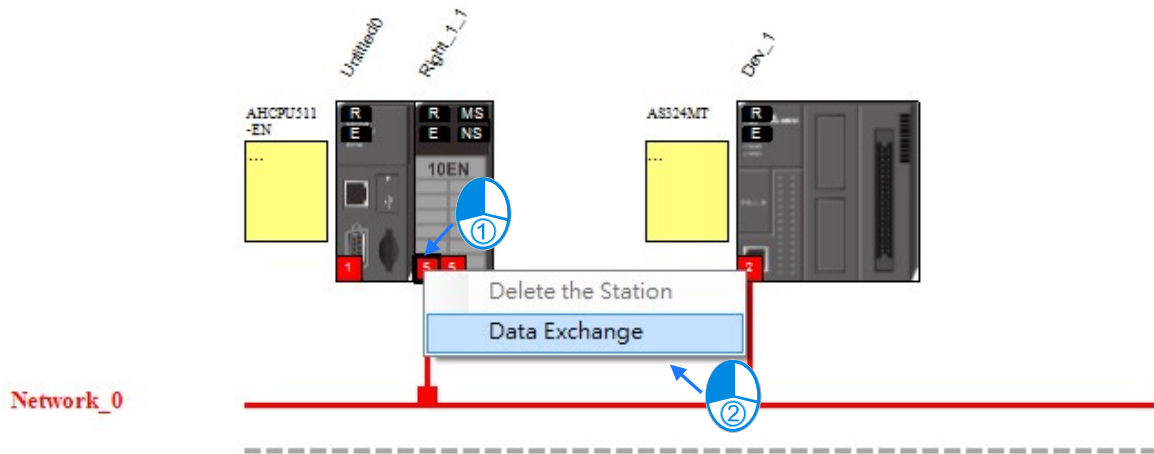 Untitled0
Right_1_1
Dev_1
AHCPU511
-EN
...
R
E
R MS
E NS
10EN
AS324MT
...
R
E
①
1
5 5
2
Delete the Station
Data Exchange
②
Network_0